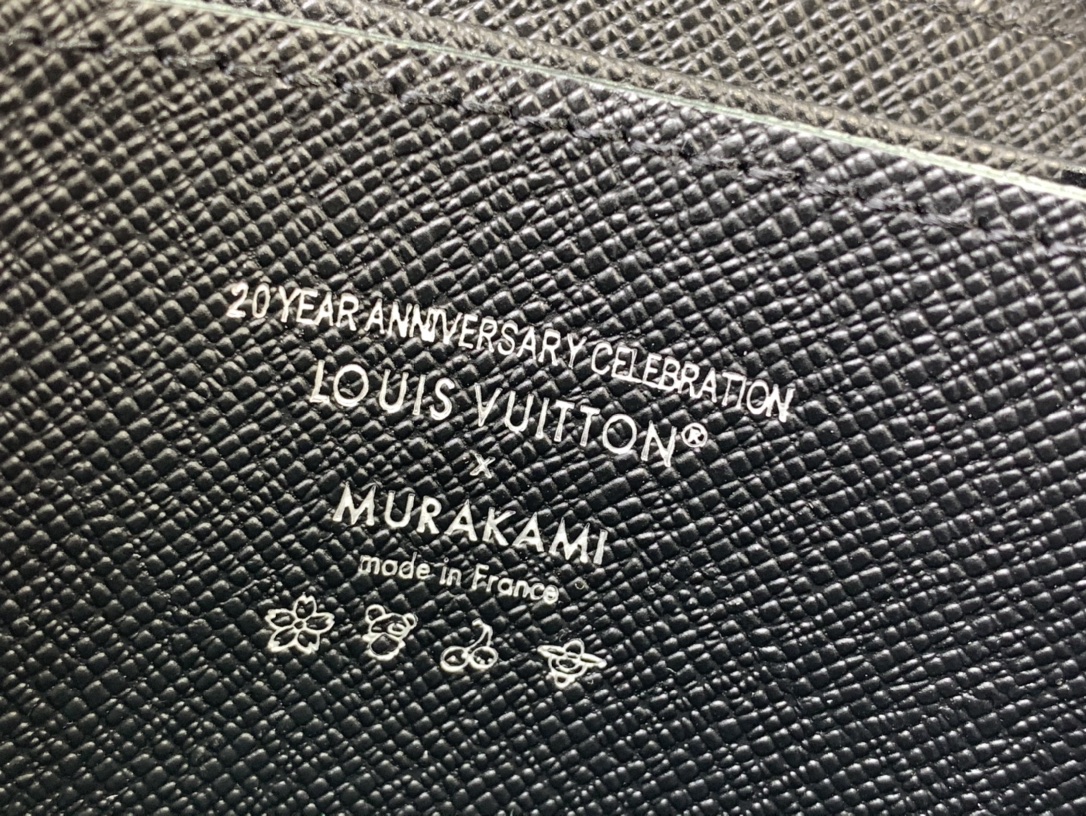 20 YEAR ANNIVERSARY CELEBRATION
LOUIS VUITTON®
x
MURAKAMI
made in France